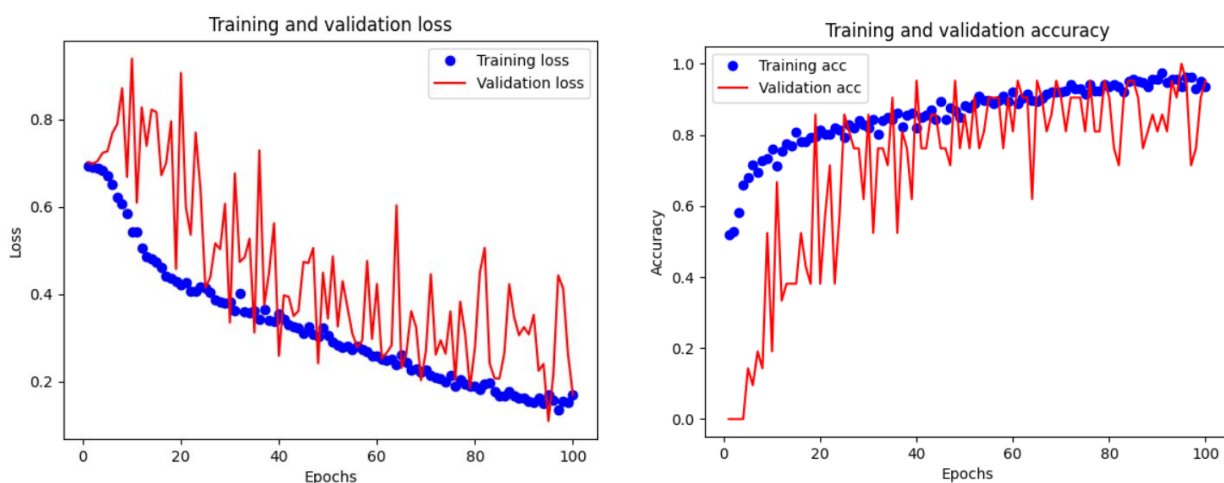 Training and validation loss
Training loss
Validation loss
0.8
0.6
0.4
0.2
Loss
0
20
40
60
80
100
Epochs
Training and validation accuracy
Training acc
Validation acc
1.0
0.8
0.6
0.4
0.2
0.0
Accuracy
0
20
40
60
80
100
Epochs